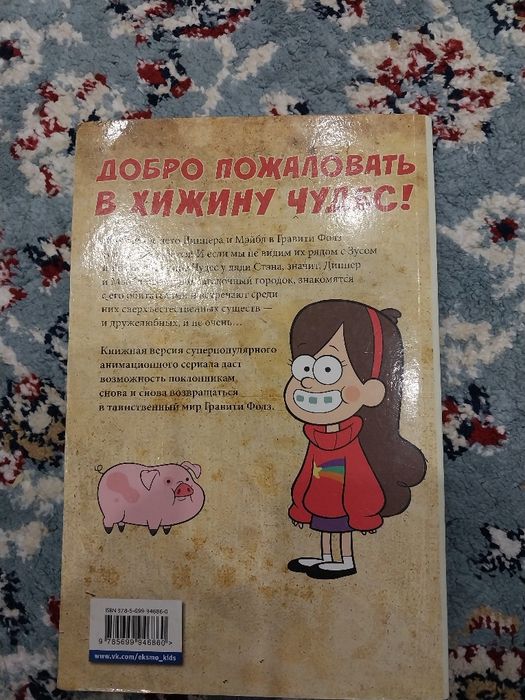 ДОБРО ПОЖАЛОВАТЬ
В ХИЖИНУ ЧУДЕС!
лето Диппера и Мэйбл в Гравити Фолз
И если мы не видим их рядом с Зусом
Чудес у дяди Стэна, значит, Диппер
и городок, знакомятся
с его и встречают среди
них сверхъестественных существ —
и дружелюбных, и не очень...
Книжная версия суперпопулярного
анимационного сериала даст
возможность поклонникам
снова и снова возвращаться
в таинственный мир Гравити Фолз.
ISBN 978-5-699-94686-0
9 785699 946860 >
www.vk.com/eksmo_kids